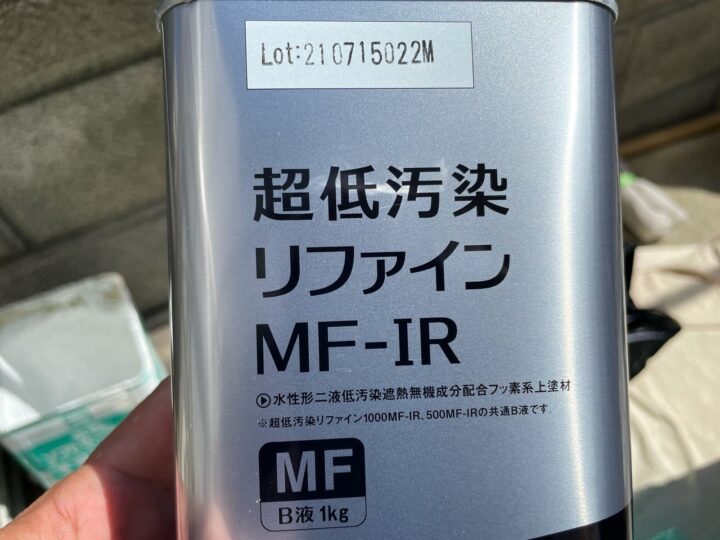 Lot:210715022M
超低汚染
リファイン
MF-IR
水性形二液低汚染遮熱無機成分配合フッ素系上塗材
※超低汚染リファイン1000MF-IR、500MF-IRの共通B液です。
MF
B液 1kg